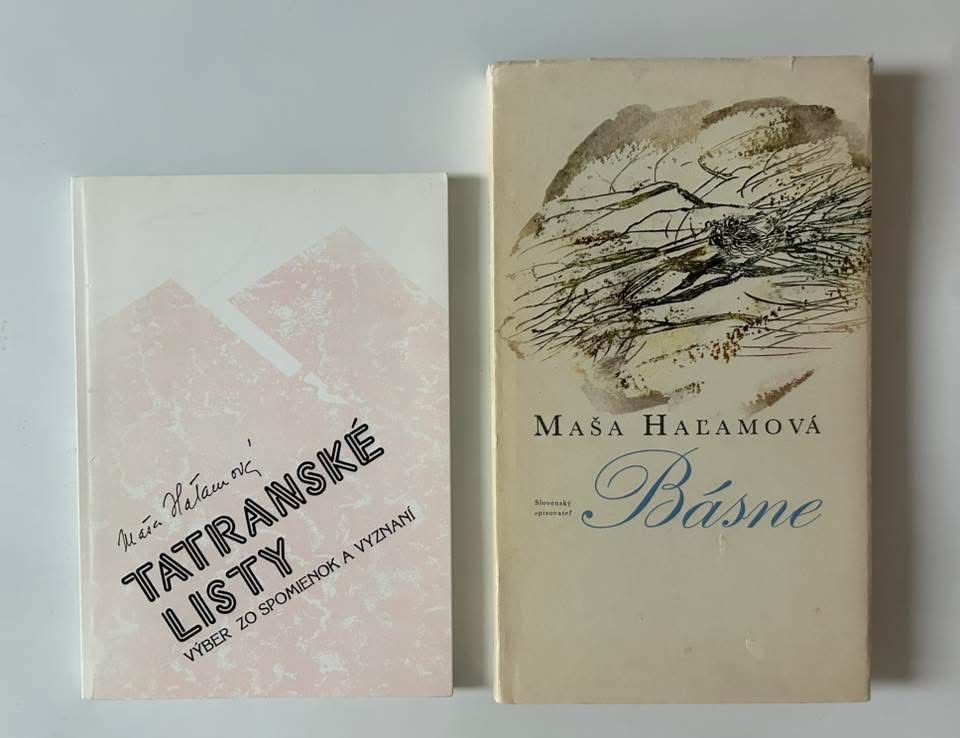 Maša Haľamová
TATRANSKÉ
LISTY
VÝBER ZO SPOMIENOK A VYZNANÍ
MAŠA HAĽAMOVÁ
Básne
Slovenský
spisovateľ